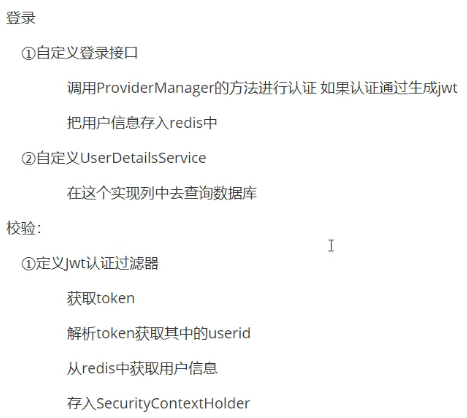 登录
①自定义登录接口
调用ProviderManager的方法进行认证 如果认证通过生成jwt
把用户信息存入redis中
②自定义UserDetailsService
在这个实现列中去查询数据库
校验：
①定义Jwt认证过滤器
获取token
解析token获取其中的userid
从redis中获取用户信息
存入SecurityContextHolder